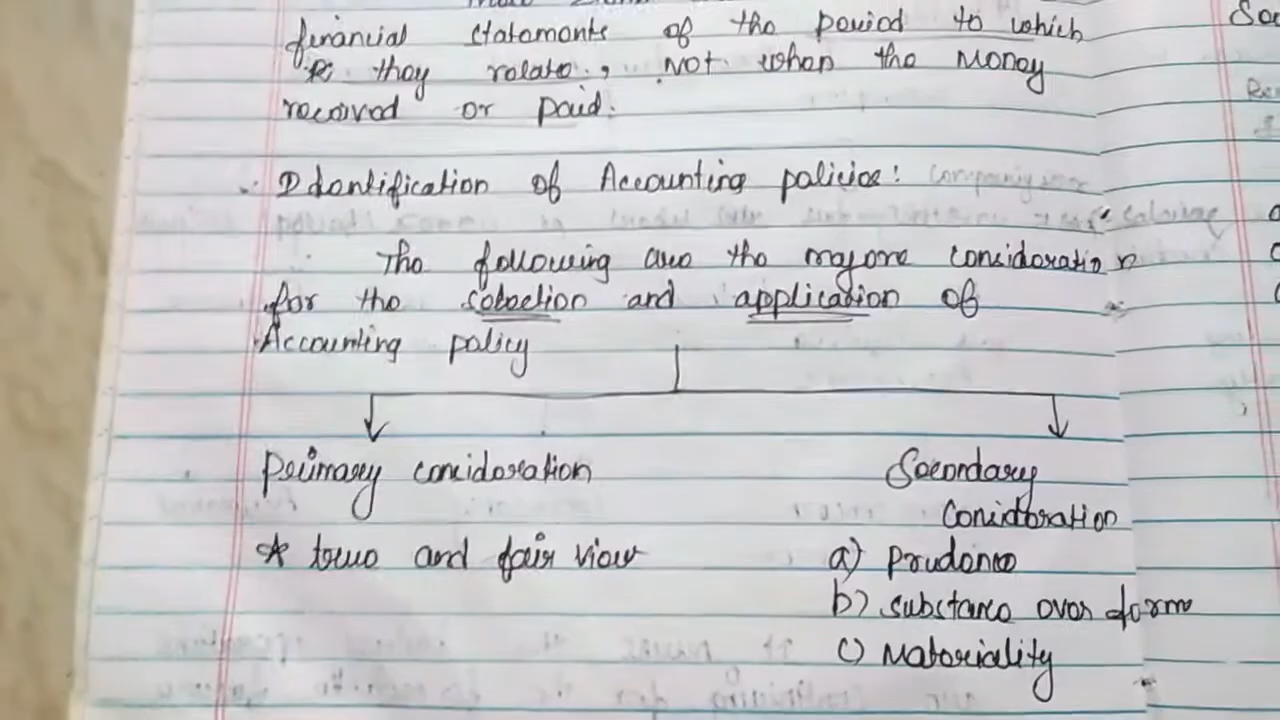 financial statements of the period to which
they relate, Not when the Money
received or paid.
Identification of Accounting policies:
The following are the majore consideration
for the selection and application of
Accounting policy
Primary consideration
Secondary
Considtoration
* true and fair view
a) Prudence
b) substance over form
c) Materiality